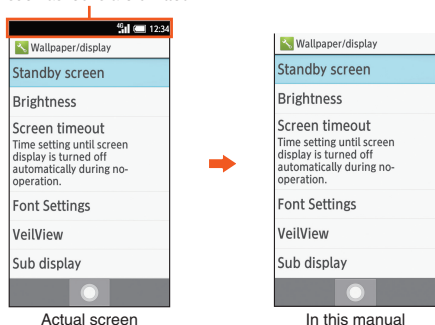 4G 12:34
Wallpaper/display
Standby screen
Brightness
Screen timeout
Time setting until screen
display is turned off
automatically during no-
operation.
Font Settings
VeilView
Sub display
Actual screen
Wallpaper/display
Standby screen
Brightness
Screen timeout
Time setting until screen
display is turned off
automatically during no-
operation.
Font Settings
VeilView
Sub display
In this manual